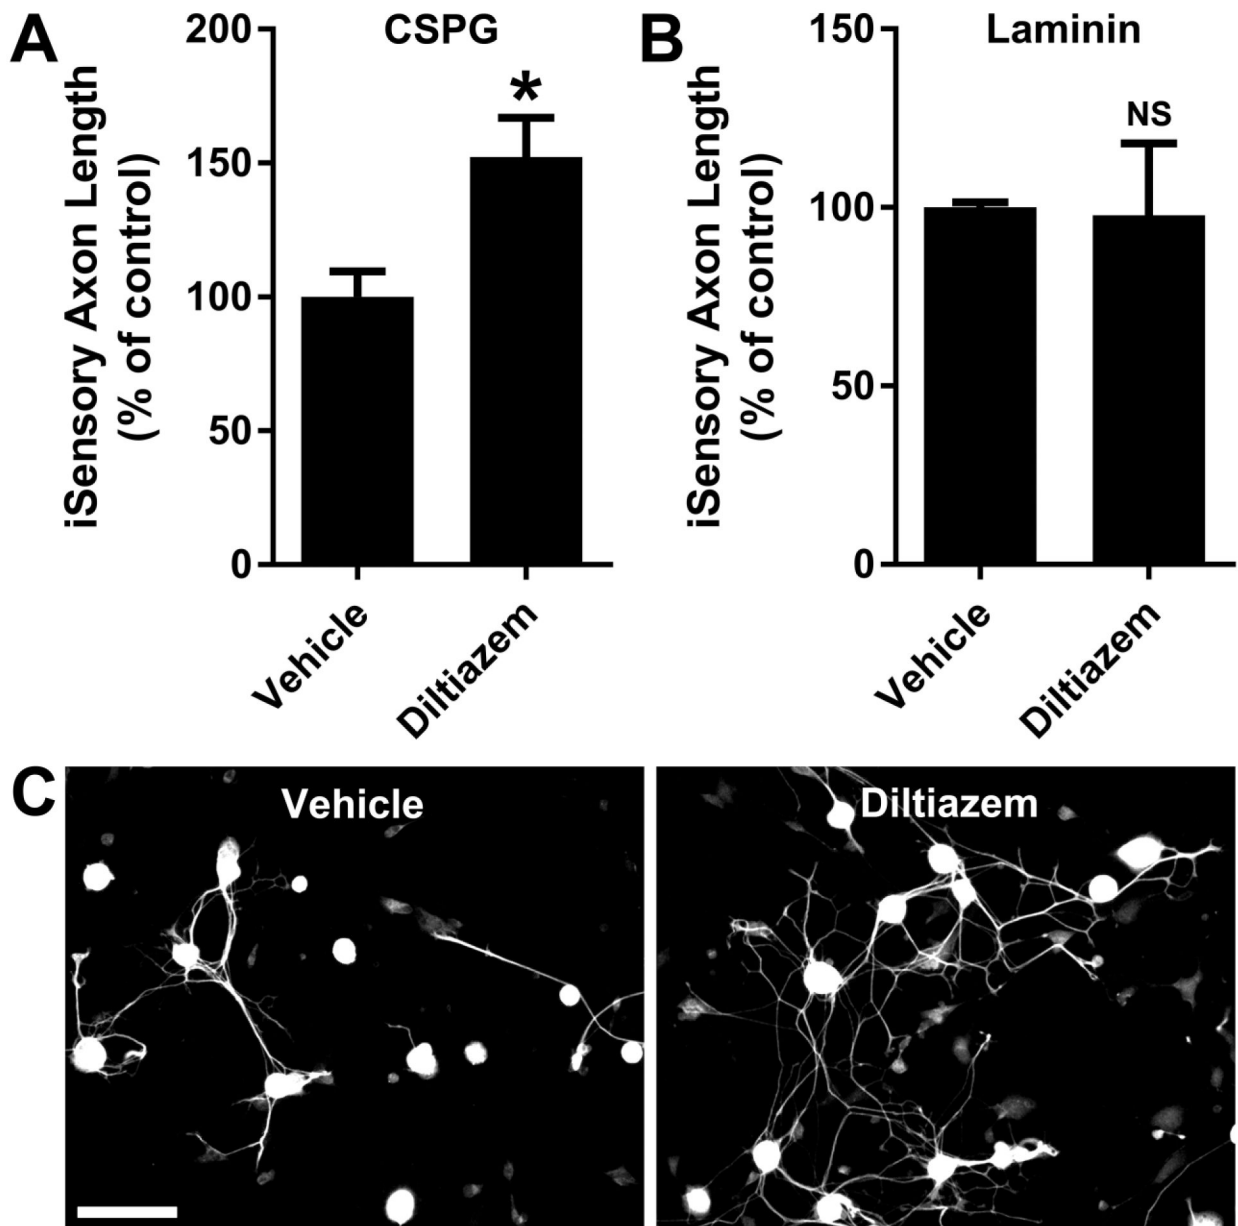 A
CSPG
iSensory Axon Length
(% of control)
200
150
100
50
0
*
Vehicle
Diltiazem
B
Laminin
iSensory Axon Length
(% of control)
150
100
50
0
NS
Vehicle
Diltiazem
C
Vehicle
Diltiazem